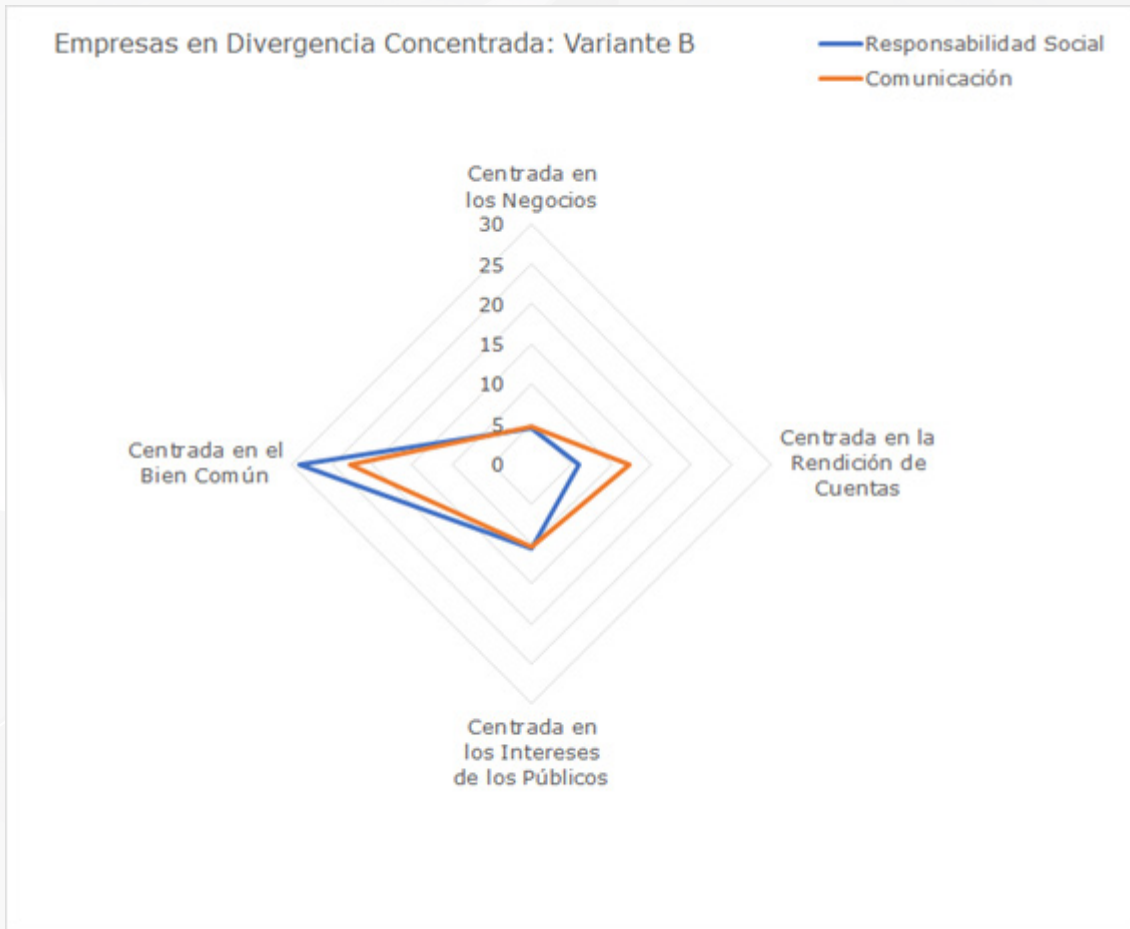 Empresas en Divergencia Concentrada: Variante B
Responsabilidad Social
Comunicación
Centrada en
los Negocios
30
25
20
15
10
5
0
Centrada en la
Rendición de
Cuentas
Centrada en el
Bien Común
Centrada en
los Intereses
de los Públicos